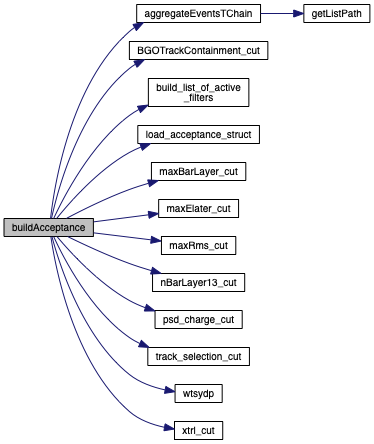 aggregateEventsTChain
getListPath
BGOTrackContainment_cut
build_list_of_active
_filters
load_acceptance_struct
maxBarLayer_cut
maxElater_cut
buildAcceptance
maxRms_cut
nBarLayer13_cut
psd_charge_cut
track_selection_cut
wtsydp
xtrl_cut